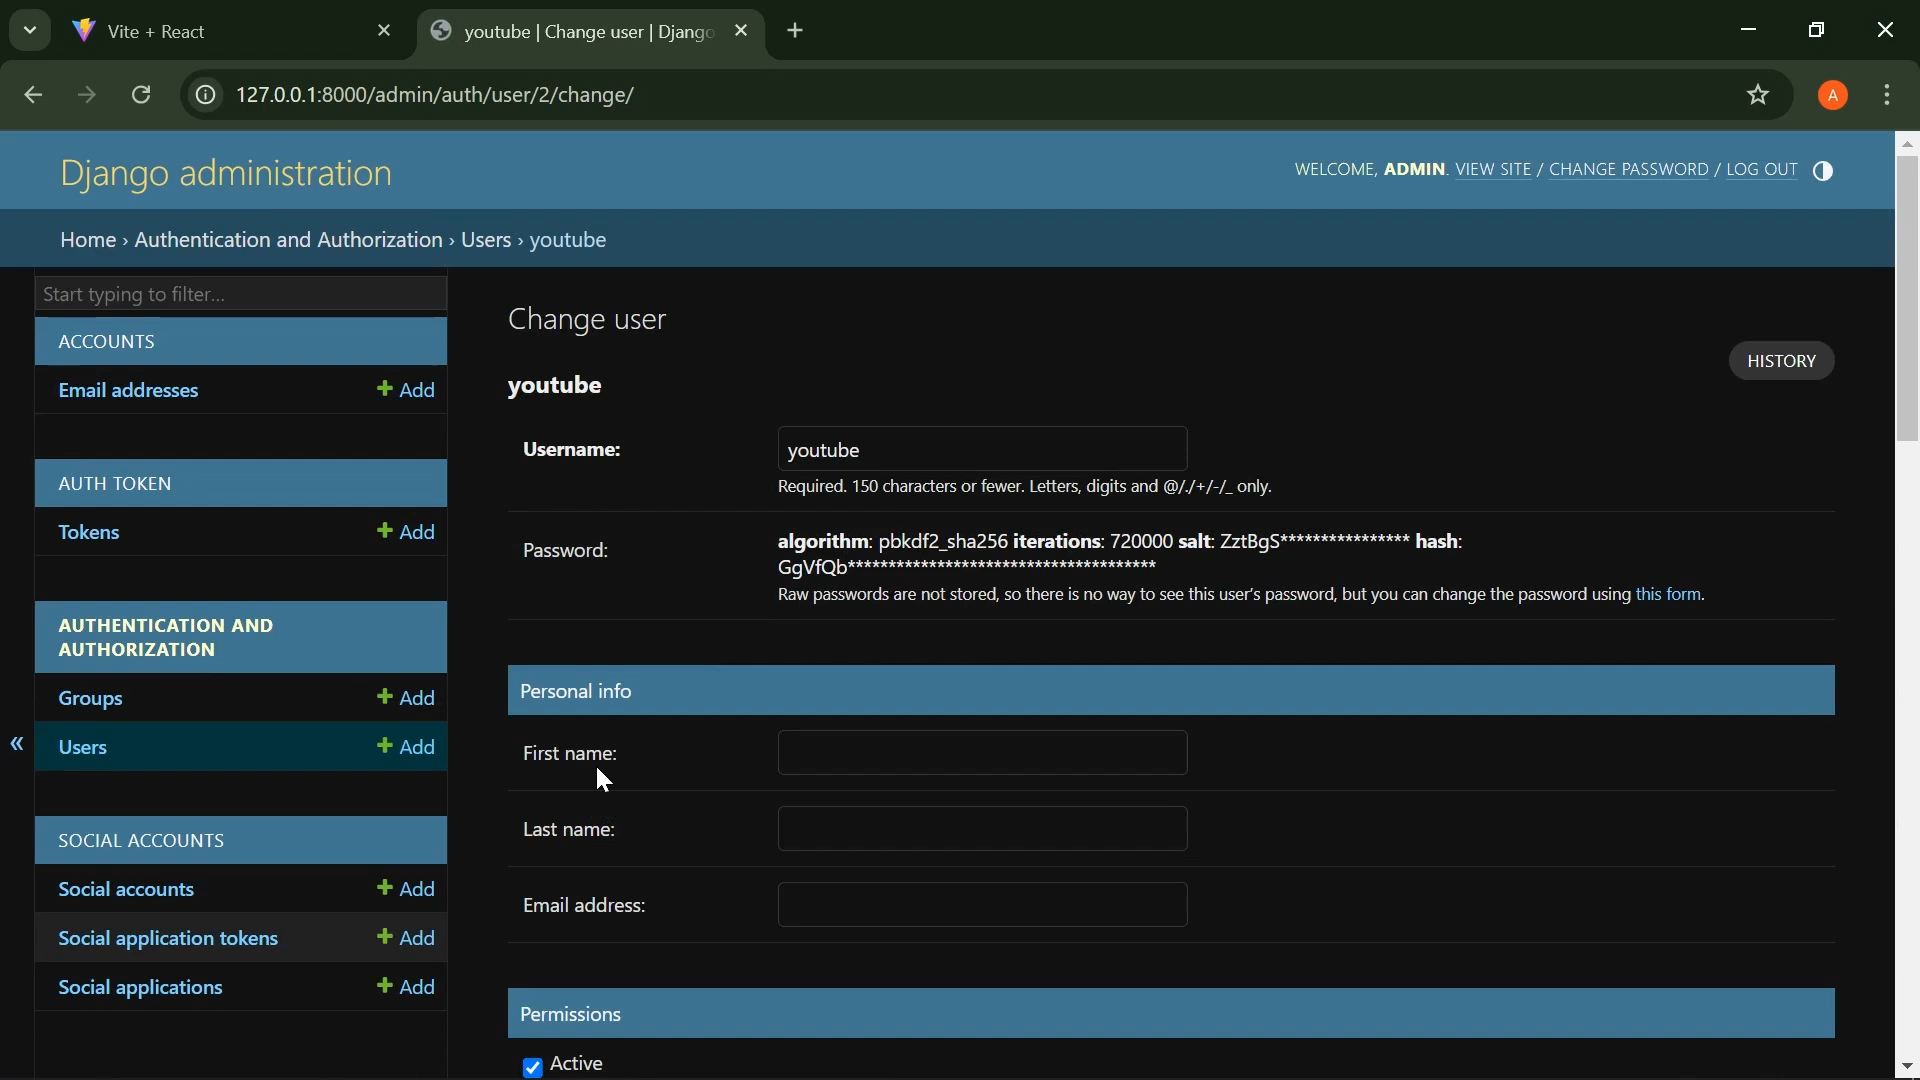 Vite + React
youtube | Change user | Django
127.0.0.1:8000/admin/auth/user/2/change/
A
Django administration
WELCOME, ADMIN. VIEW SITE / CHANGE PASSWORD / LOG OUT
Home › Authentication and Authorization › Users › youtube
Start typing to filter...
ACCOUNTS
Email addresses + Add
AUTH TOKEN
Tokens + Add
AUTHENTICATION AND
AUTHORIZATION
Groups + Add
Users + Add
SOCIAL ACCOUNTS
Social accounts + Add
Social application tokens + Add
Social applications + Add
Change user
HISTORY
youtube
Username: youtube
Required. 150 characters or fewer. Letters, digits and @/./+/-/_ only.
Password: algorithm: pbkdf2_sha256 iterations: 720000 salt: ZztBgS**************** hash:
GgVfQb**************************************
Raw passwords are not stored, so there is no way to see this user's password, but you can change the password using this form.
Personal info
First name:
Last name:
Email address:
Permissions
Active